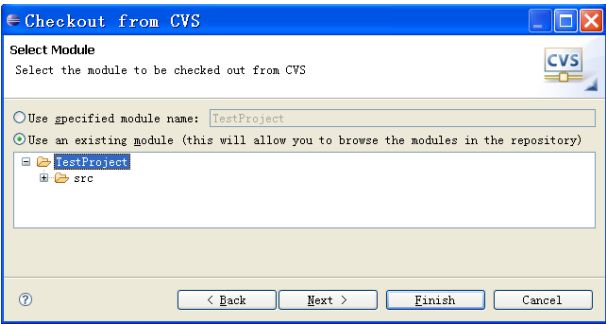 Checkout from CVS
Select Module
Select the module to be checked out from CVS
CVS
Use specified module name: TestProject
Use an existing module (this will allow you to browse the modules in the repository)
TestProject
src
< Back Next > Finish Cancel